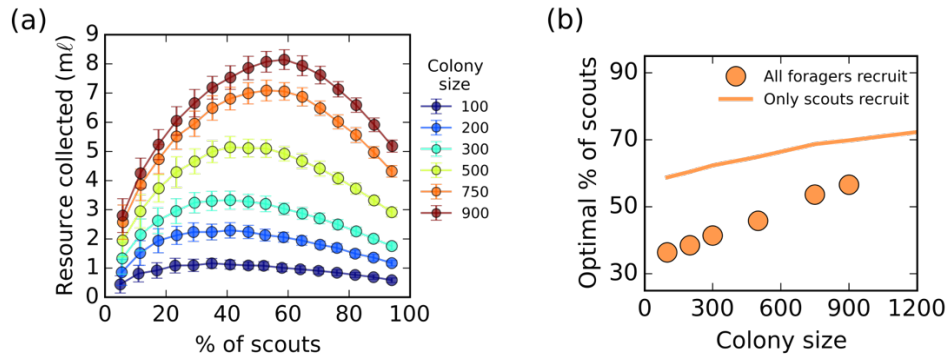 (a)
Resource collected (mℓ)
9
8
7
6
5
4
3
2
1
0
0 20 40 60 80 100
% of scouts
Colony
size
100
200
300
500
750
900
(b)
Optimal % of scouts
90
70
50
30
All foragers recruit
Only scouts recruit
0 300 600 900 1200
Colony size